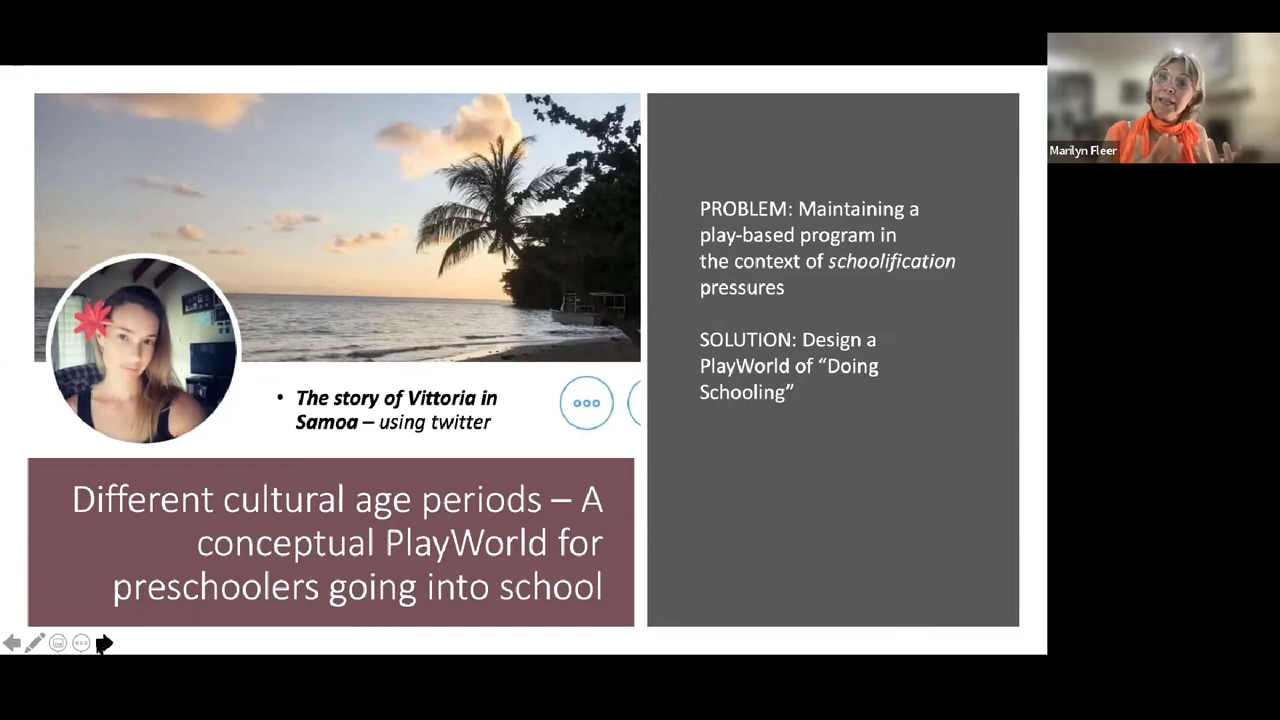 Marilyn Fleer
PROBLEM: Maintaining a
play-based program in
the context of schoolification
pressures
SOLUTION: Design a
PlayWorld of “Doing
Schooling”
• The story of Vittoria in
Samoa – using twitter
Different cultural age periods – A
conceptual PlayWorld for
preschoolers going into school